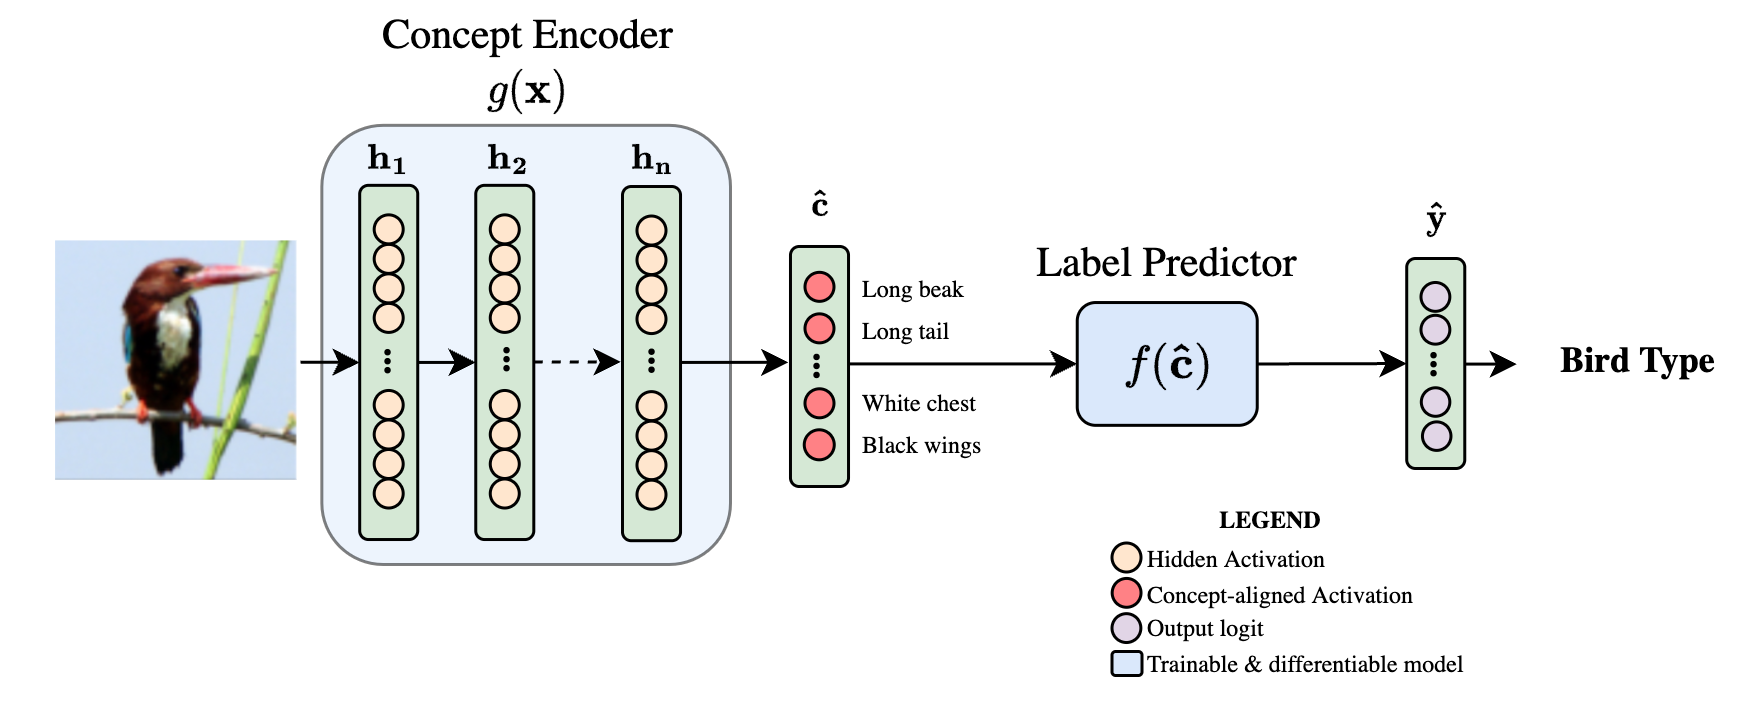 Concept Encoder
g(x)
h₁ h₂ hₙ
ĉ
Long beak
Long tail
White chest
Black wings
Label Predictor
f(ĉ)
ŷ
Bird Type
LEGEND
Hidden Activation
Concept-aligned Activation
Output logit
Trainable & differentiable model